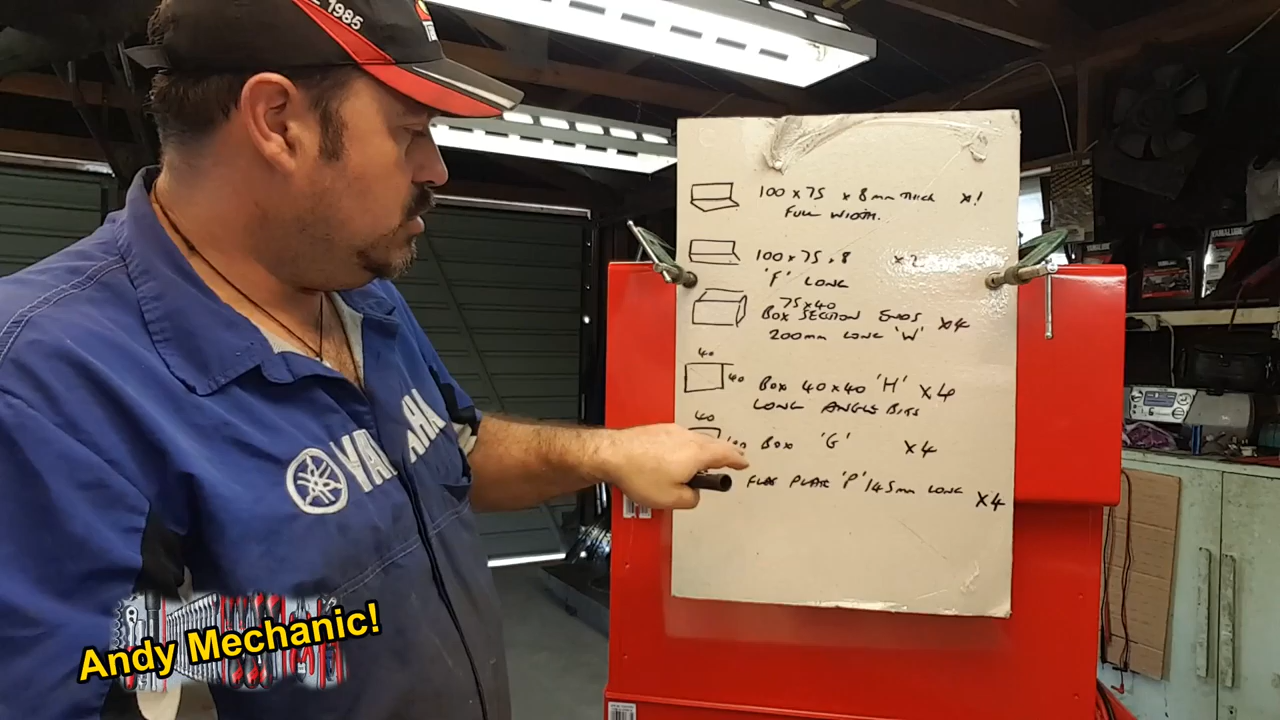 1985
100 x 75 x 8mm THICK x1
FULL WIDTH.
100 x 75 x 8 x2
'F' LONG
75x40
BOX SECTION ENDS x4
200mm LONG 'W'
40
40 BOX 40x40 'H' x4
LONG ANGLE BITS
40
40 BOX 'G' x4
FLAT PLATE 'P' 145mm LONG x4
YAMAHA
YAMALUBE
Andy Mechanic!